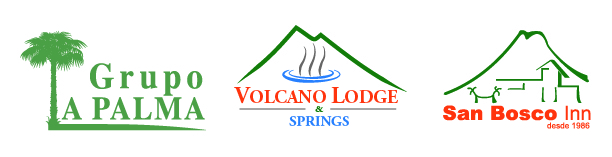 Grupo
LA PALMA
VOLCANO LODGE
&
SPRINGS
San Bosco Inn
desde 1986